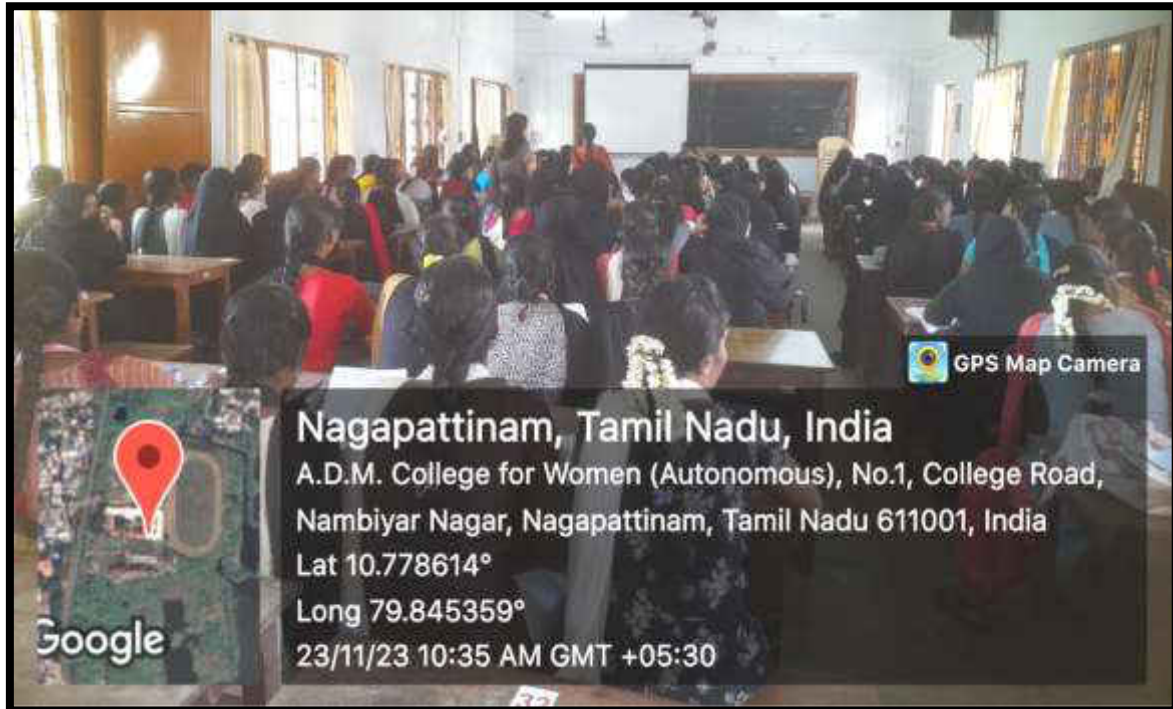 GPS Map Camera
Nagapattinam, Tamil Nadu, India
A.D.M. College for Women (Autonomous), No.1, College Road,
Nambiyar Nagar, Nagapattinam, Tamil Nadu 611001, India
Lat 10.778614°
Long 79.845359°
23/11/23 10:35 AM GMT +05:30
Google